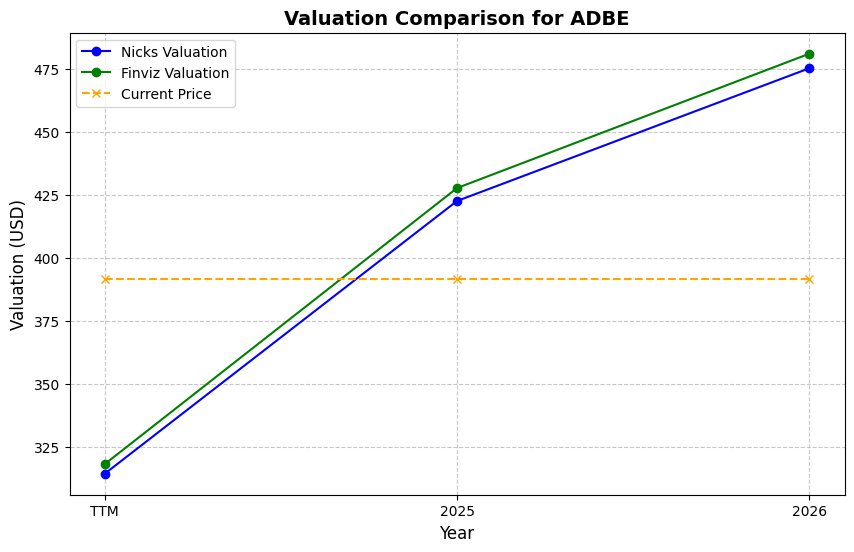 Valuation Comparison for ADBE
Nicks Valuation
Finviz Valuation
Current Price
Valuation (USD)
475
450
425
400
375
350
325
TTM
2025
2026
Year